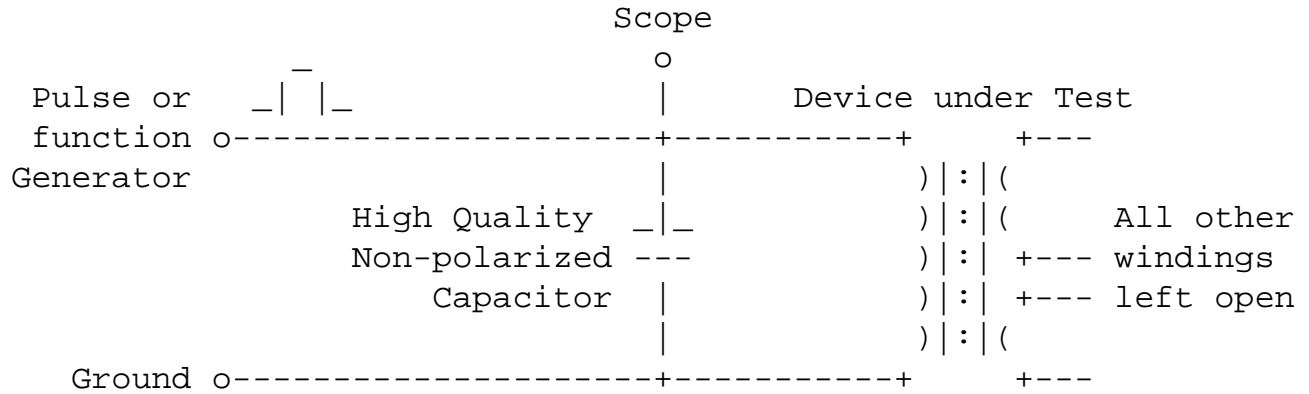 Scope
Pulse or Device under Test
function
Generator
High Quality All other
Non-polarized windings
Capacitor left open
Ground